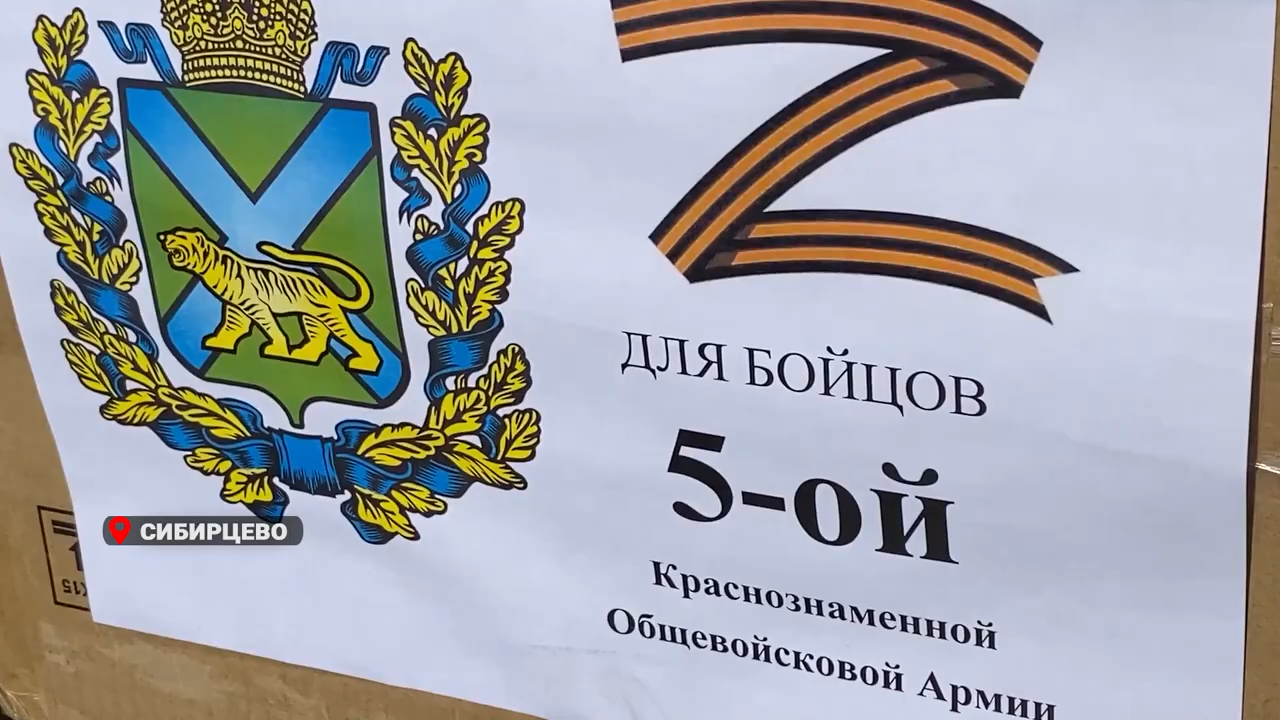 Z
ДЛЯ БОЙЦОВ
5-ой
Краснознаменной
Общевойсковой Армии
СИБИРЦЕВО